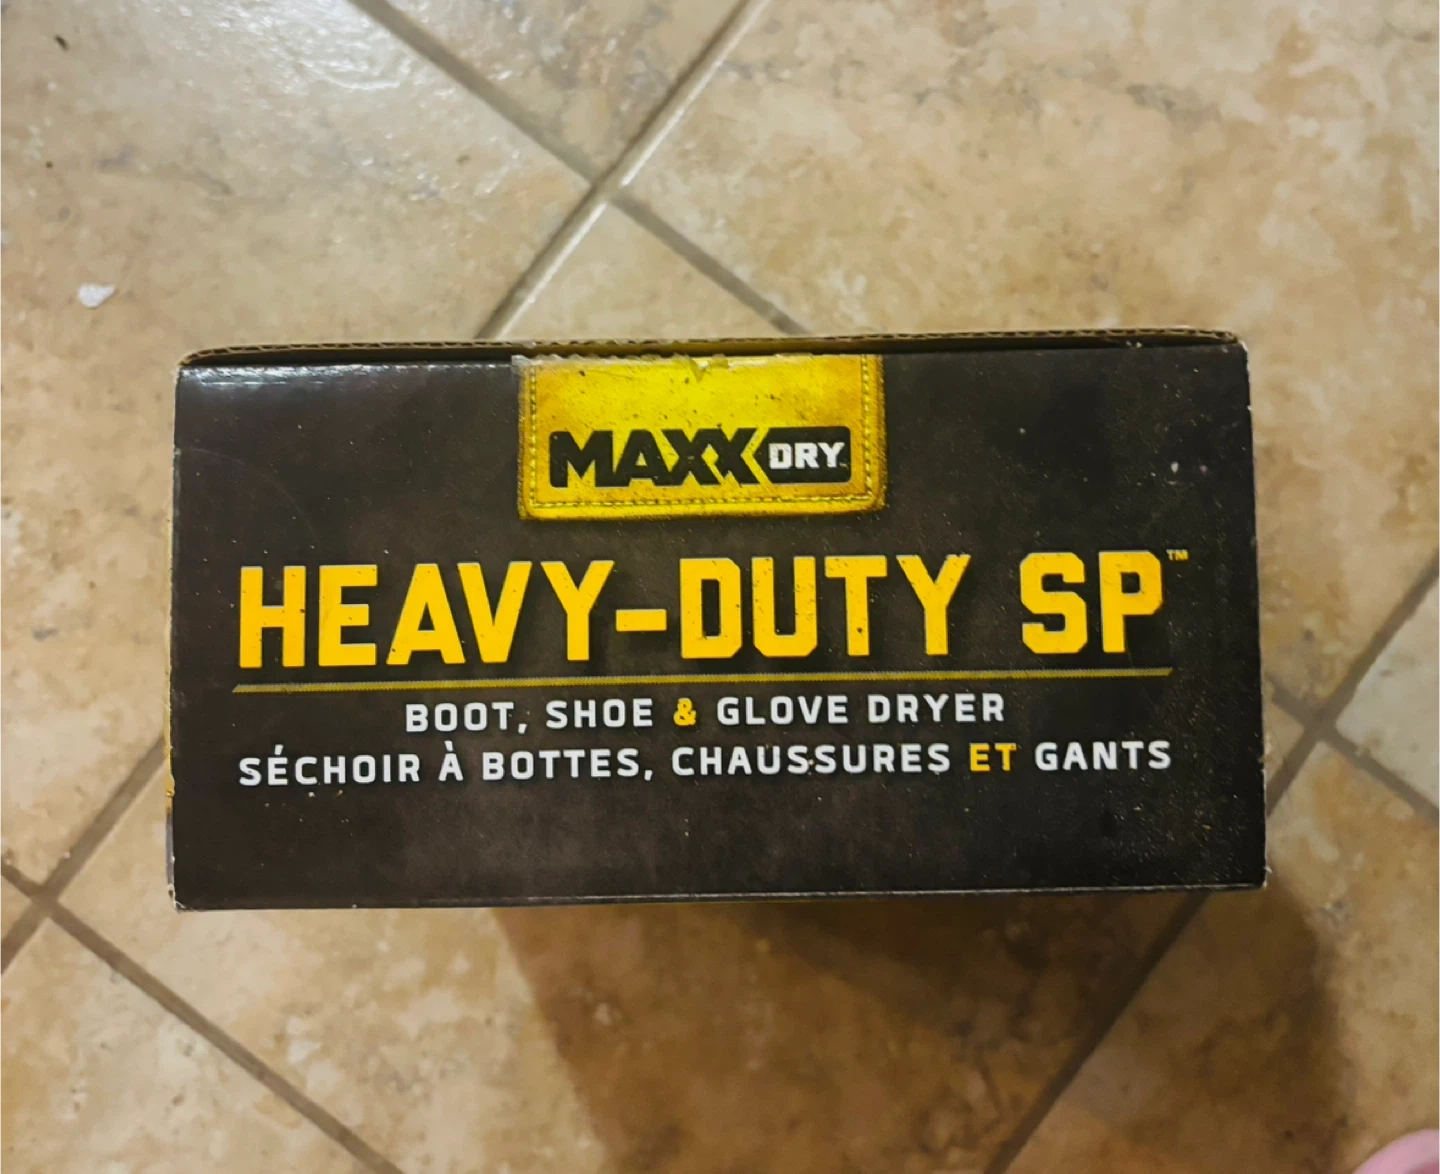 MAXX DRY
HEAVY-DUTY SP™
BOOT, SHOE & GLOVE DRYER
SÉCHOIR À BOTTES, CHAUSSURES ET GANTS